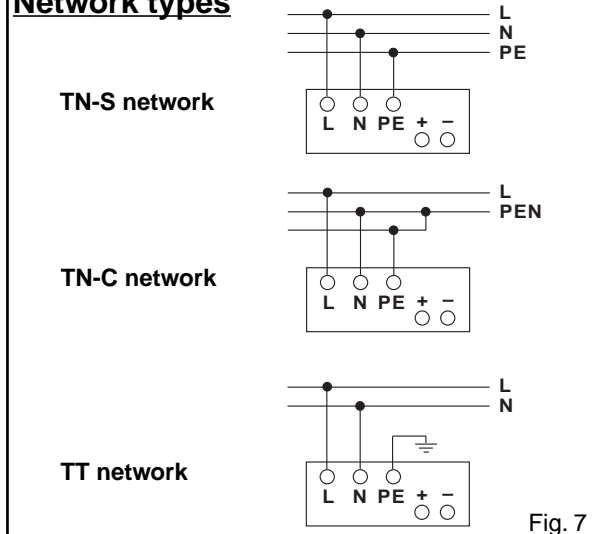 Network types
L
N
PE
TN-S network
L N PE + –
L
PEN
TN-C network
L N PE + –
L
N
TT network
L N PE + –
Fig. 7